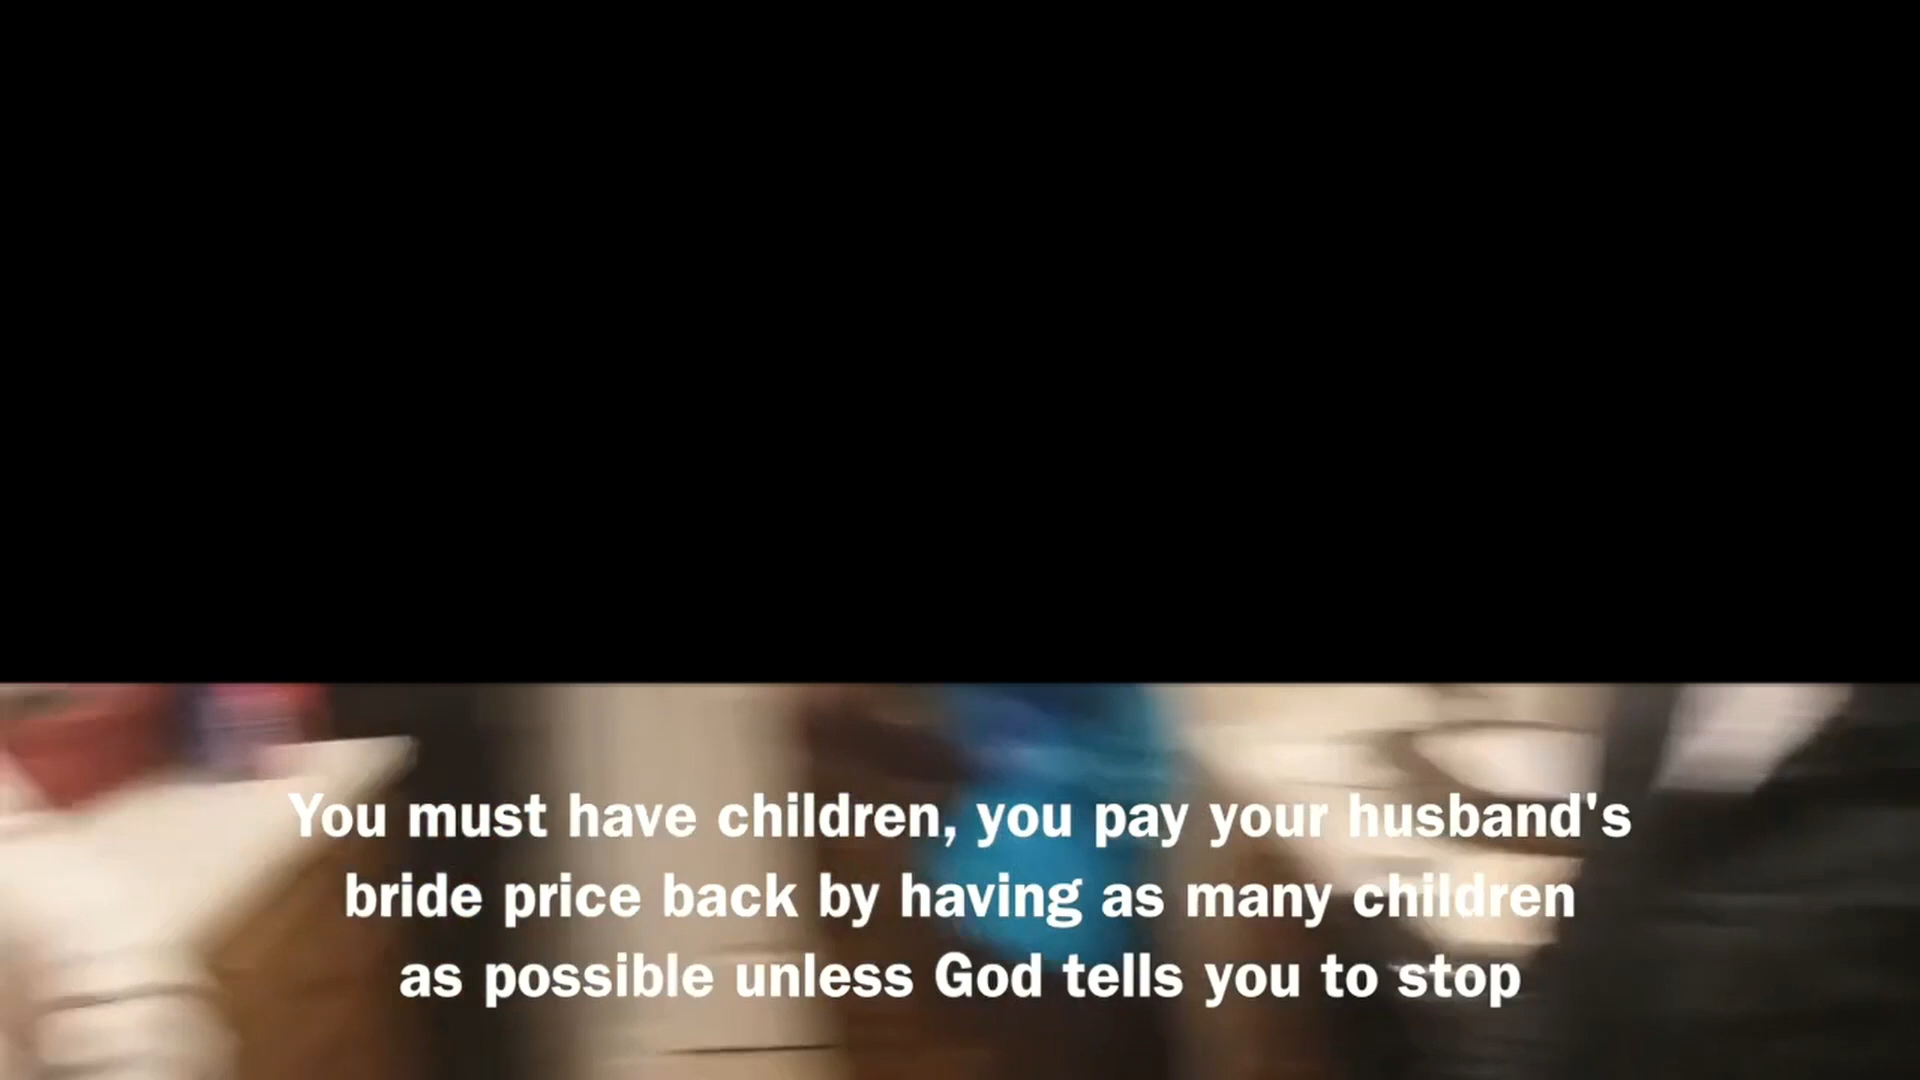 You must have children, you pay your husband's
bride price back by having as many children
as possible unless God tells you to stop